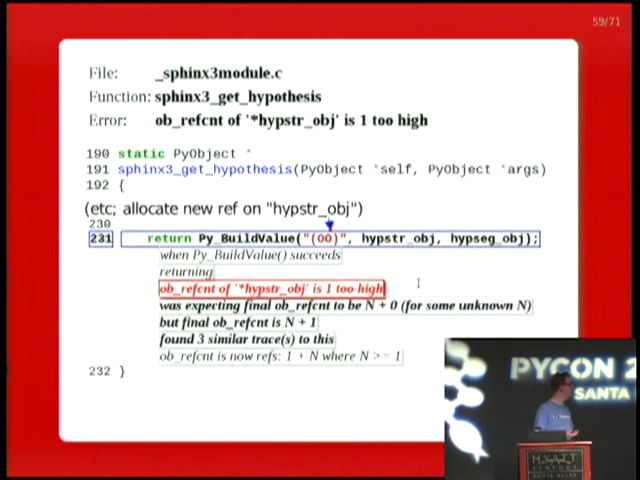 59/71
File: _sphinx3module.c
Function: sphinx3_get_hypothesis
Error: ob_refcnt of '*hypstr_obj' is 1 too high
190 static PyObject *
191 sphinx3_get_hypothesis(PyObject *self, PyObject *args)
192 {
(etc; allocate new ref on "hypstr_obj")
230
231 return Py_BuildValue("(OO)", hypstr_obj, hypseg_obj);
when Py_BuildValue() succeeds
returning
ob_refcnt of '*hypstr_obj' is 1 too high
was expecting final ob_refcnt to be N + 0 (for some unknown N)
but final ob_refcnt is N + 1
found 3 similar trace(s) to this
ob_refcnt is now refs: 1 + N where N >= 1
232 }
PYCON 2
SANTA
HYATT